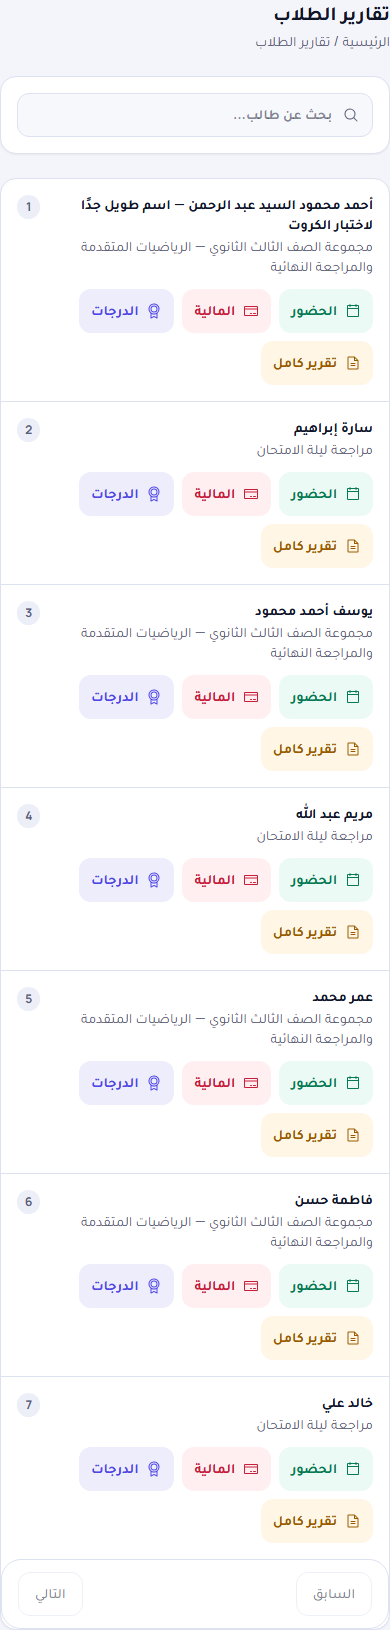 تقارير الطلاب
الرئيسية / تقارير الطلاب
بحث عن طالب...
أحمد محمود السيد عبد الرحمن — اسم طويل جدًا
لاختبار الكروت
1
مجموعة الصف الثالث الثانوي — الرياضيات المتقدمة
والمراجعة النهائية
الحضور
المالية
الدرجات
تقرير كامل
سارة إبراهيم
2
مراجعة ليلة الامتحان
الحضور
المالية
الدرجات
تقرير كامل
يوسف أحمد محمود
3
مجموعة الصف الثالث الثانوي — الرياضيات المتقدمة
والمراجعة النهائية
الحضور
المالية
الدرجات
تقرير كامل
مريم عبد الله
4
مراجعة ليلة الامتحان
الحضور
المالية
الدرجات
تقرير كامل
عمر محمد
5
مجموعة الصف الثالث الثانوي — الرياضيات المتقدمة
والمراجعة النهائية
الحضور
المالية
الدرجات
تقرير كامل
فاطمة حسن
6
مجموعة الصف الثالث الثانوي — الرياضيات المتقدمة
والمراجعة النهائية
الحضور
المالية
الدرجات
تقرير كامل
خالد علي
7
مراجعة ليلة الامتحان
الحضور
المالية
الدرجات
تقرير كامل
السابق
التالي